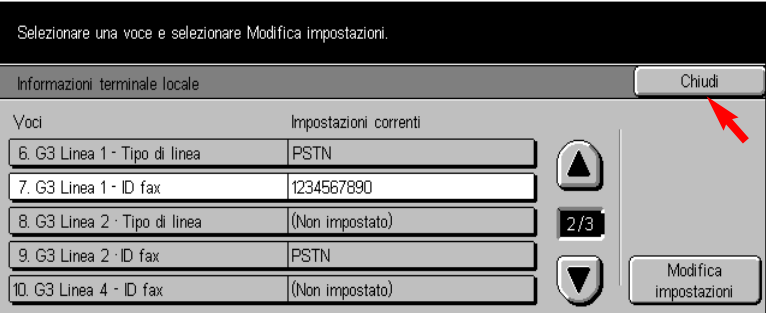 Selezionare una voce e selezionare Modifica impostazioni.
Informazioni terminale locale
Chiudi
Voci Impostazioni correnti
6. G3 Linea 1 - Tipo di linea PSTN
7. G3 Linea 1 - ID fax 1234567890
8. G3 Linea 2 · Tipo di linea (Non impostato)
2/3
9. G3 Linea 2 · ID fax PSTN
10. G3 Linea 4 - ID fax (Non impostato)
Modifica
impostazioni